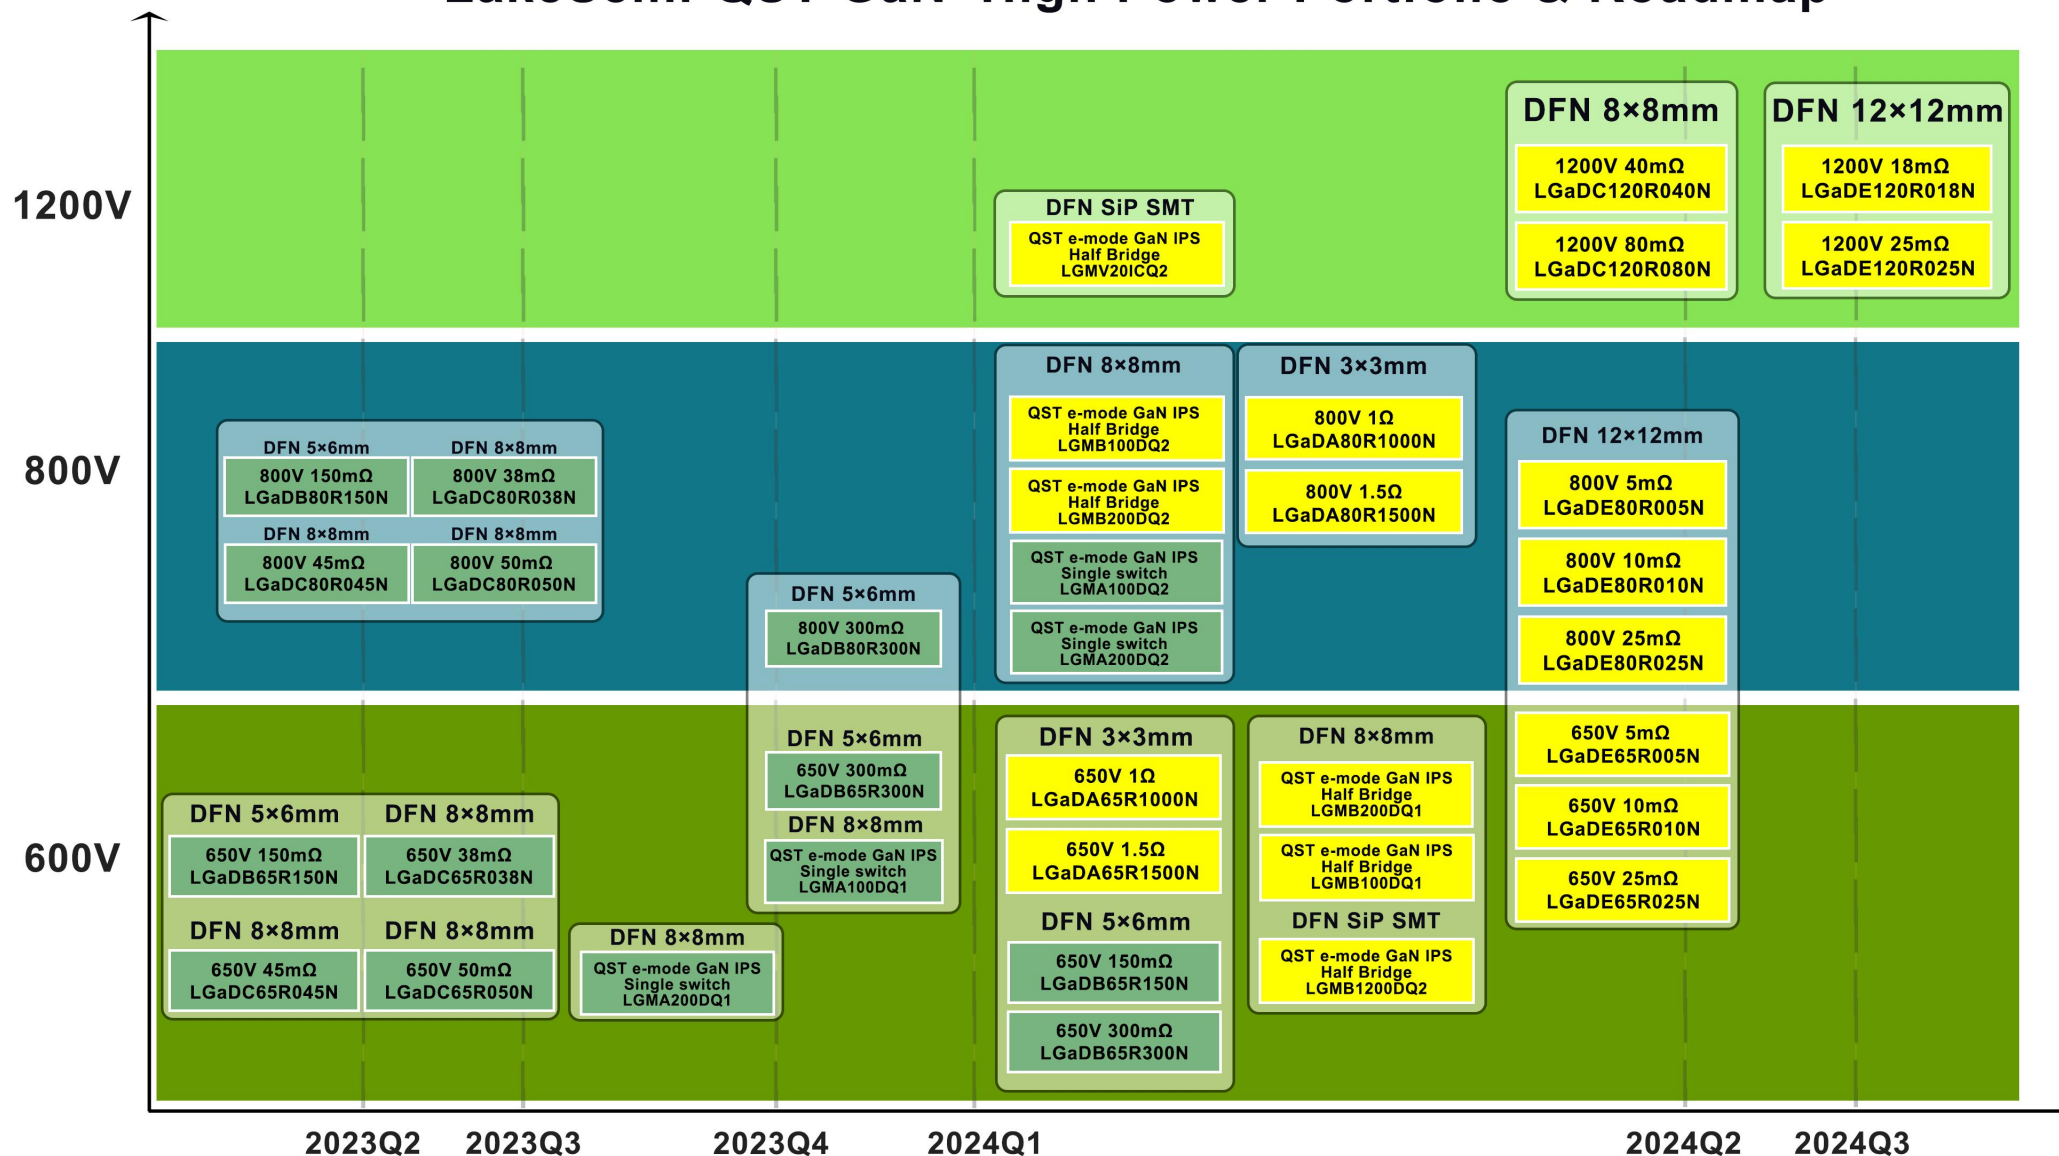 1200V
DFN SiP SMT
QST e-mode GaN IPS
Half Bridge
LGMV20ICQ2
DFN 8×8mm
1200V 40mΩ
LGaDC120R040N
1200V 80mΩ
LGaDC120R080N
DFN 12×12mm
1200V 18mΩ
LGaDE120R018N
1200V 25mΩ
LGaDE120R025N
800V
DFN 5×6mm
800V 150mΩ
LGaDB80R150N
DFN 8×8mm
800V 38mΩ
LGaDC80R038N
DFN 8×8mm
800V 45mΩ
LGaDC80R045N
DFN 8×8mm
800V 50mΩ
LGaDC80R050N
DFN 5×6mm
800V 300mΩ
LGaDB80R300N
DFN 8×8mm
QST e-mode GaN IPS
Half Bridge
LGMB100DQ2
QST e-mode GaN IPS
Half Bridge
LGMB200DQ2
QST e-mode GaN IPS
Single switch
LGMA100DQ2
QST e-mode GaN IPS
Single switch
LGMA200DQ2
DFN 3×3mm
800V 1Ω
LGaDA80R1000N
800V 1.5Ω
LGaDA80R1500N
DFN 12×12mm
800V 5mΩ
LGaDE80R005N
800V 10mΩ
LGaDE80R010N
800V 25mΩ
LGaDE80R025N
600V
DFN 5×6mm
650V 150mΩ
LGaDB65R150N
DFN 8×8mm
650V 38mΩ
LGaDC65R038N
DFN 8×8mm
650V 45mΩ
LGaDC65R045N
DFN 8×8mm
650V 50mΩ
LGaDC65R050N
DFN 8×8mm
QST e-mode GaN IPS
Single switch
LGMA200DQ1
DFN 5×6mm
650V 300mΩ
LGaDB65R300N
DFN 8×8mm
QST e-mode GaN IPS
Single switch
LGMA100DQ1
DFN 3×3mm
650V 1Ω
LGaDA65R1000N
650V 1.5Ω
LGaDA65R1500N
DFN 5×6mm
650V 150mΩ
LGaDB65R150N
650V 300mΩ
LGaDB65R300N
DFN 8×8mm
QST e-mode GaN IPS
Half Bridge
LGMB200DQ1
QST e-mode GaN IPS
Half Bridge
LGMB100DQ1
DFN SiP SMT
QST e-mode GaN IPS
Half Bridge
LGMB1200DQ2
650V 5mΩ
LGaDE65R005N
650V 10mΩ
LGaDE65R010N
650V 25mΩ
LGaDE65R025N
2023Q2
2023Q3
2023Q4
2024Q1
2024Q2
2024Q3